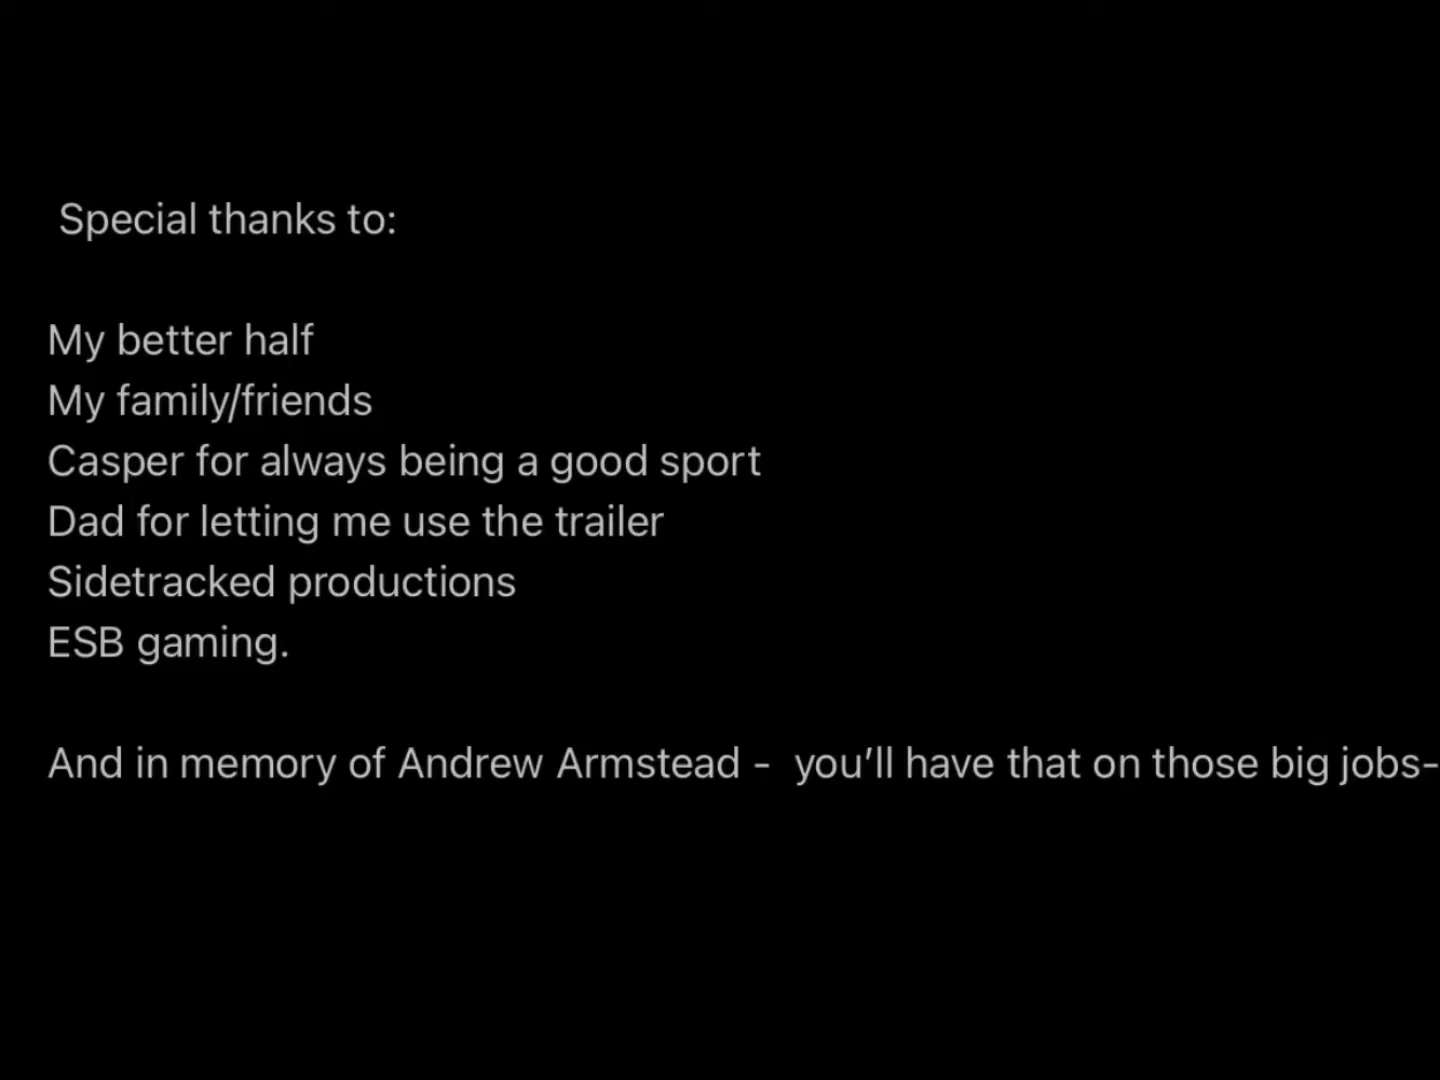 Special thanks to:
My better half
My family/friends
Casper for always being a good sport
Dad for letting me use the trailer
Sidetracked productions
ESB gaming.
And in memory of Andrew Armstead -  you’ll have that on those big jobs-